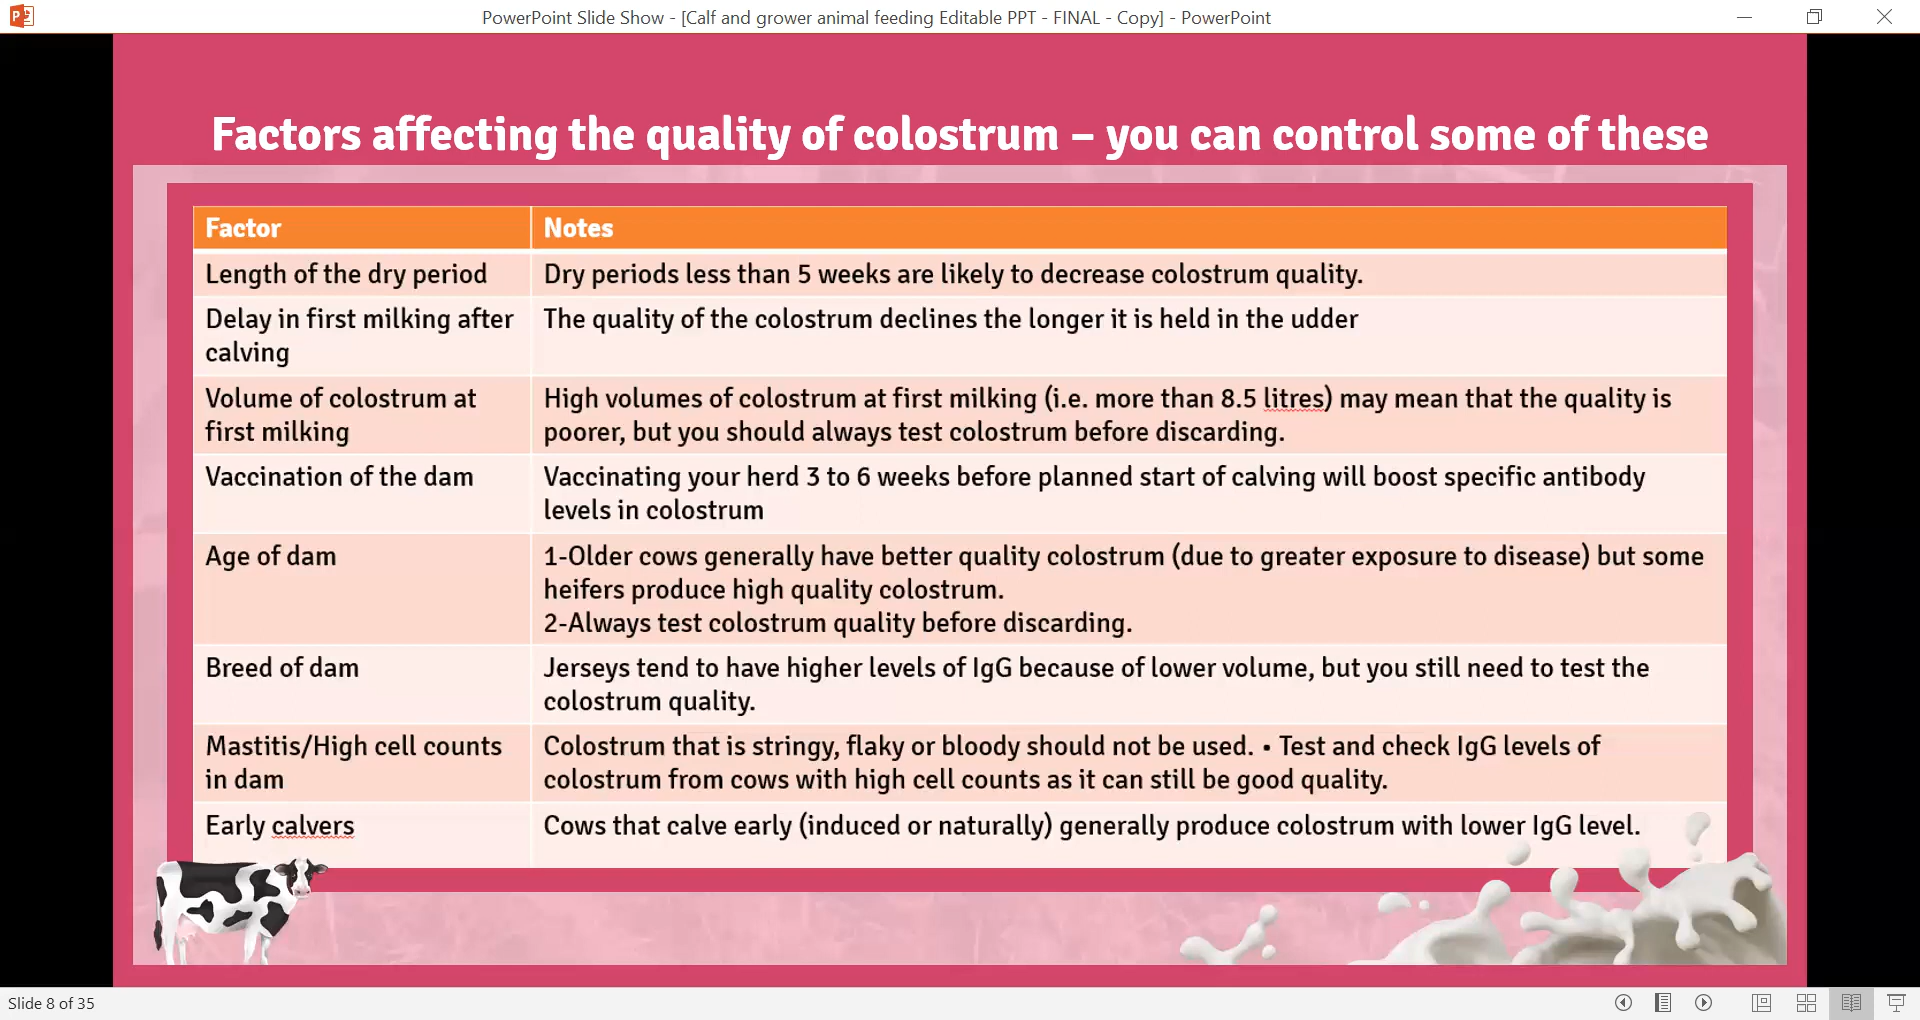 PowerPoint Slide Show - [Calf and grower animal feeding Editable PPT - FINAL - Copy] - PowerPoint
Factors affecting the quality of colostrum – you can control some of these
Factor
Notes
Length of the dry period
Dry periods less than 5 weeks are likely to decrease colostrum quality.
Delay in first milking after
calving
The quality of the colostrum declines the longer it is held in the udder
Volume of colostrum at
first milking
High volumes of colostrum at first milking (i.e. more than 8.5 litres) may mean that the quality is
poorer, but you should always test colostrum before discarding.
Vaccination of the dam
Vaccinating your herd 3 to 6 weeks before planned start of calving will boost specific antibody
levels in colostrum
Age of dam
1-Older cows generally have better quality colostrum (due to greater exposure to disease) but some
heifers produce high quality colostrum.
2-Always test colostrum quality before discarding.
Breed of dam
Jerseys tend to have higher levels of IgG because of lower volume, but you still need to test the
colostrum quality.
Mastitis/High cell counts
in dam
Colostrum that is stringy, flaky or bloody should not be used. • Test and check IgG levels of
colostrum from cows with high cell counts as it can still be good quality.
Early calvers
Cows that calve early (induced or naturally) generally produce colostrum with lower IgG level.
Slide 8 of 35